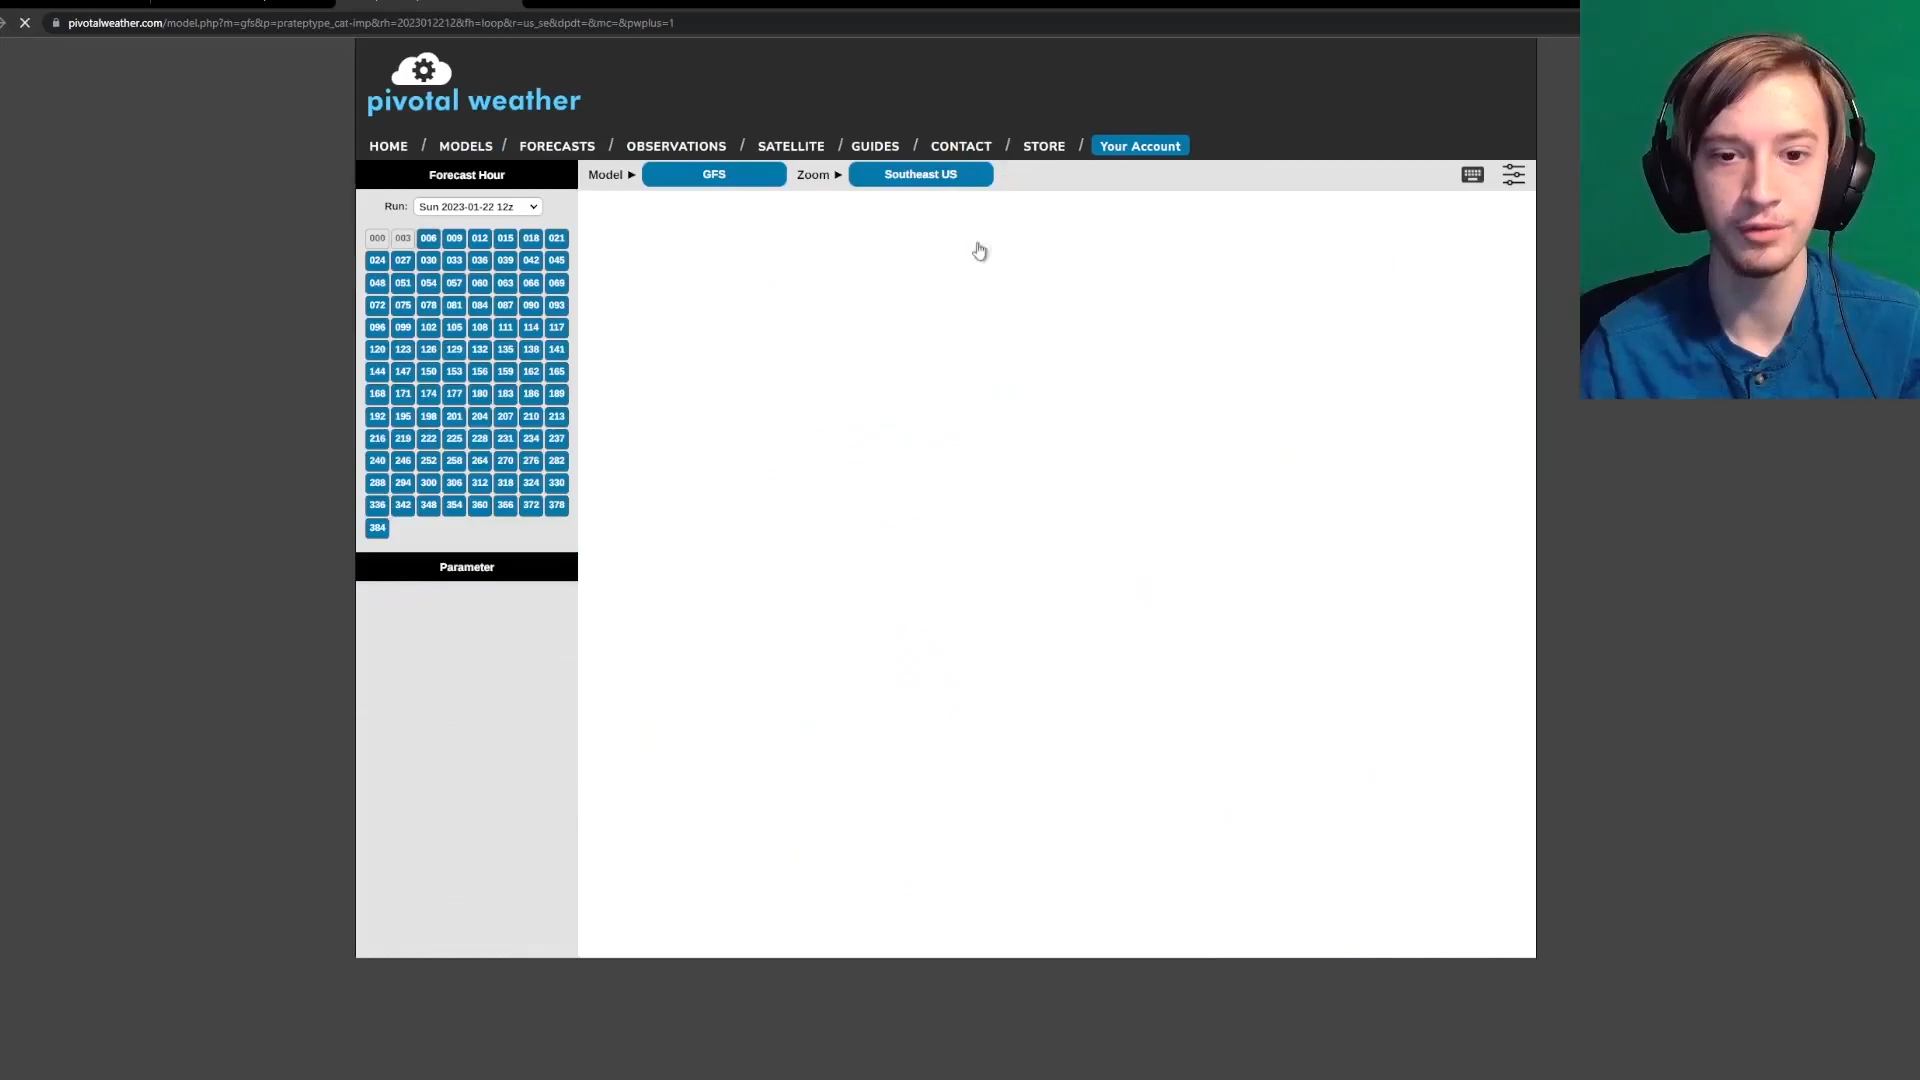 pivotalweather.com/model.php?m=gfs&p=prateptype_cat-imp&rh=2023012212&fh=loop&r=us_se&dpdt=&mc=&pwplus=1
pivotal weather
HOME / MODELS / FORECASTS / OBSERVATIONS / SATELLITE / GUIDES / CONTACT / STORE / Your Account
Forecast Hour
Model ▶ GFS Zoom ▶ Southeast US
Run: Sun 2023-01-22 12z
000 003 006 009 012 015 018 021
024 027 030 033 036 039 042 045
048 051 054 057 060 063 066 069
072 075 078 081 084 087 090 093
096 099 102 105 108 111 114 117
120 123 126 129 132 135 138 141
144 147 150 153 156 159 162 165
168 171 174 177 180 183 186 189
192 195 198 201 204 207 210 213
216 219 222 225 228 231 234 237
240 246 252 258 264 270 276 282
288 294 300 306 312 318 324 330
336 342 348 354 360 366 372 378
384
Parameter